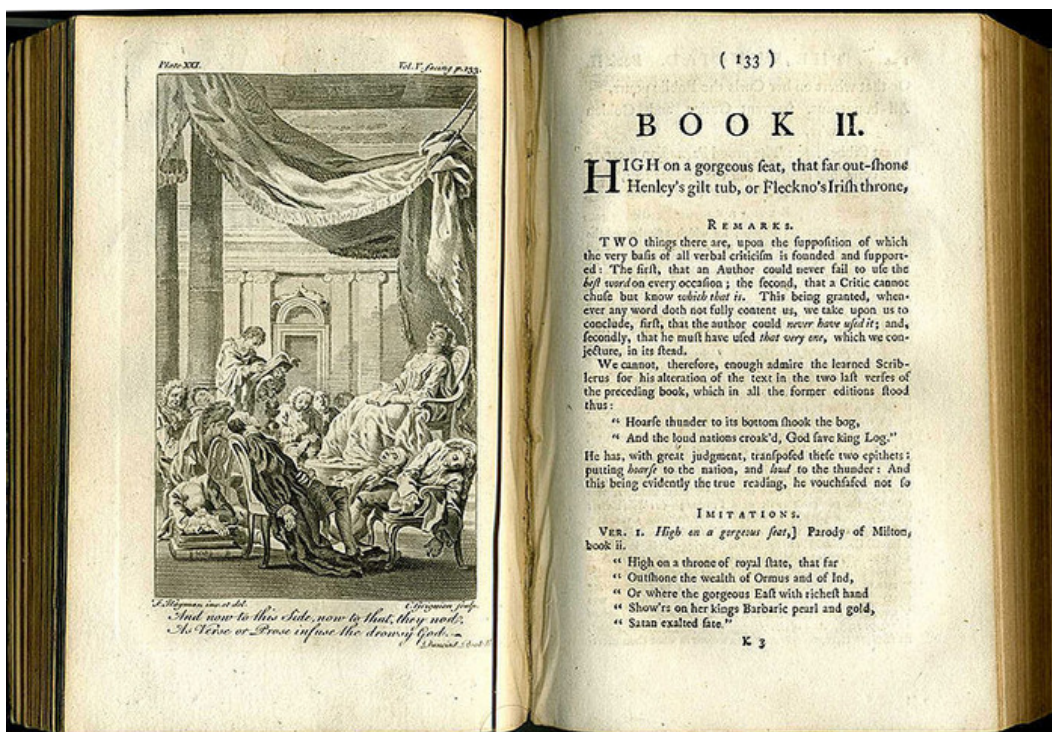 Plate XXI. Vol. V. facing p. 133.
F. Hayman inv. et del. C. Grignion sculp.
And now to this Side, now to that, they nod,
As Verse or Prose infuse the drowsy God.
( 133 )
BOOK II.
HIGH on a gorgeous ſeat, that far out-ſhone
Henley's gilt tub, or Fleckno's Iriſh throne,
REMARKS.
TWO things there are, upon the ſuppoſition of which
the very baſis of all verbal criticiſm is founded and ſupport-
ed: The firſt, that an Author could never fail to uſe the
beſt word on every occaſion; the ſecond, that a Critic cannot
chuſe but know which that is. This being granted, when-
ever any word doth not fully content us, we take upon us to
conclude, firſt, that the author could never have uſed it; and,
ſecondly, that he muſt have uſed that very one, which we con-
jecture, in its ſtead.
We cannot, therefore, enough admire the learned Scrib-
lerus for his alteration of the text in the two laſt verſes of
the preceding book, which in all the former editions ſtood
thus:
“ Hoarſe thunder to its bottom ſhook the bog,
“ And the loud nations croak'd, God ſave king Log.”
He has, with great judgment, tranſpoſed theſe two epithets:
putting hoarſe to the nation, and loud to the thunder: And
this being evidently the true reading, he vouchſafed not ſo
IMITATIONS.
VER. 1. High on a gorgeous ſeat,] Parody of Milton,
book ii.
“ High on a throne of royal ſtate, that far
“ Outſhone the wealth of Ormus and of Ind,
“ Or where the gorgeous Eaſt with richeſt hand
“ Show'rs on her kings Barbaric pearl and gold,
“ Satan exalted ſate.”
K 3